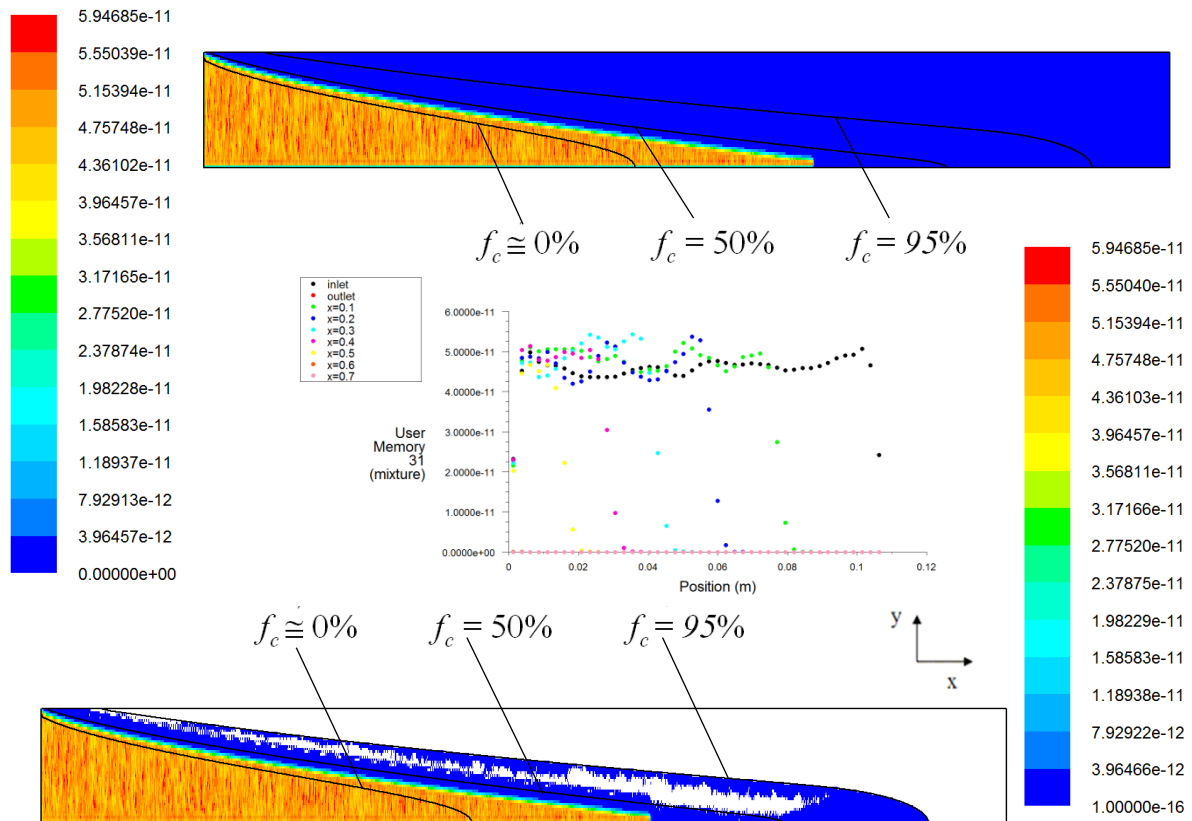 5.94685e-11
5.55039e-11
5.15394e-11
4.75748e-11
4.36102e-11
3.96457e-11
3.56811e-11
3.17165e-11
2.77520e-11
2.37874e-11
1.98228e-11
1.58583e-11
1.18937e-11
7.92913e-12
3.96457e-12
0.00000e+00
f_c ≅ 0%
f_c = 50%
f_c = 95%
inlet
outlet
x=0.1
x=0.2
x=0.3
x=0.4
x=0.5
x=0.6
x=0.7
6.0000e-11
5.0000e-11
4.0000e-11
3.0000e-11
2.0000e-11
1.0000e-11
0.0000e+00
User
Memory
31
(mixture)
0
0.02
0.04
0.06
0.08
0.1
0.12
Position (m)
5.94685e-11
5.55040e-11
5.15394e-11
4.75748e-11
4.36103e-11
3.96457e-11
3.56811e-11
3.17166e-11
2.77520e-11
2.37875e-11
1.98229e-11
1.58583e-11
1.18938e-11
7.92922e-12
3.96466e-12
1.00000e-16
f_c ≅ 0%
f_c = 50%
f_c = 95%
y
x